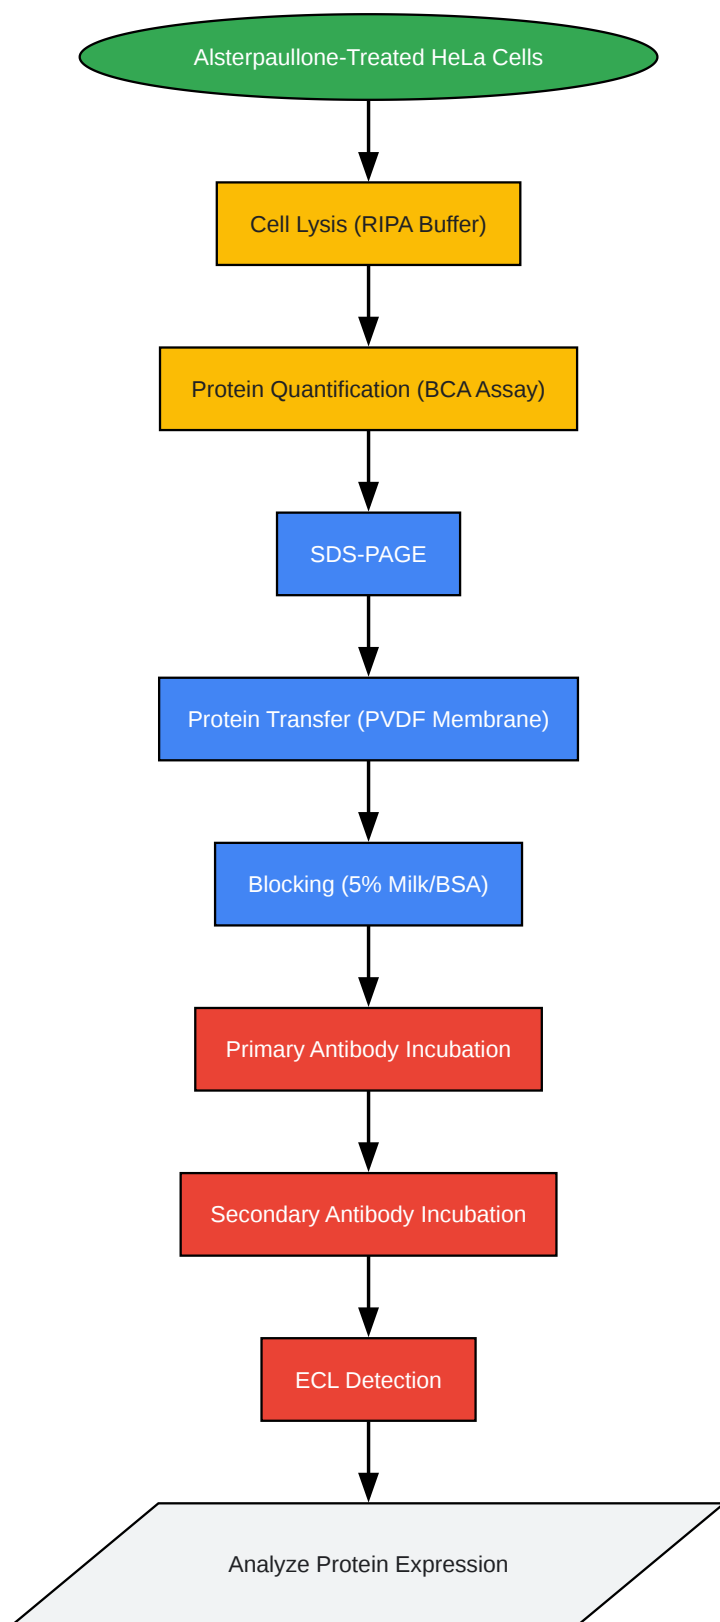 Alsterpaullone-Treated HeLa Cells
Cell Lysis (RIPA Buffer)
Protein Quantification (BCA Assay)
SDS-PAGE
Protein Transfer (PVDF Membrane)
Blocking (5% Milk/BSA)
Primary Antibody Incubation
Secondary Antibody Incubation
ECL Detection
Analyze Protein Expression